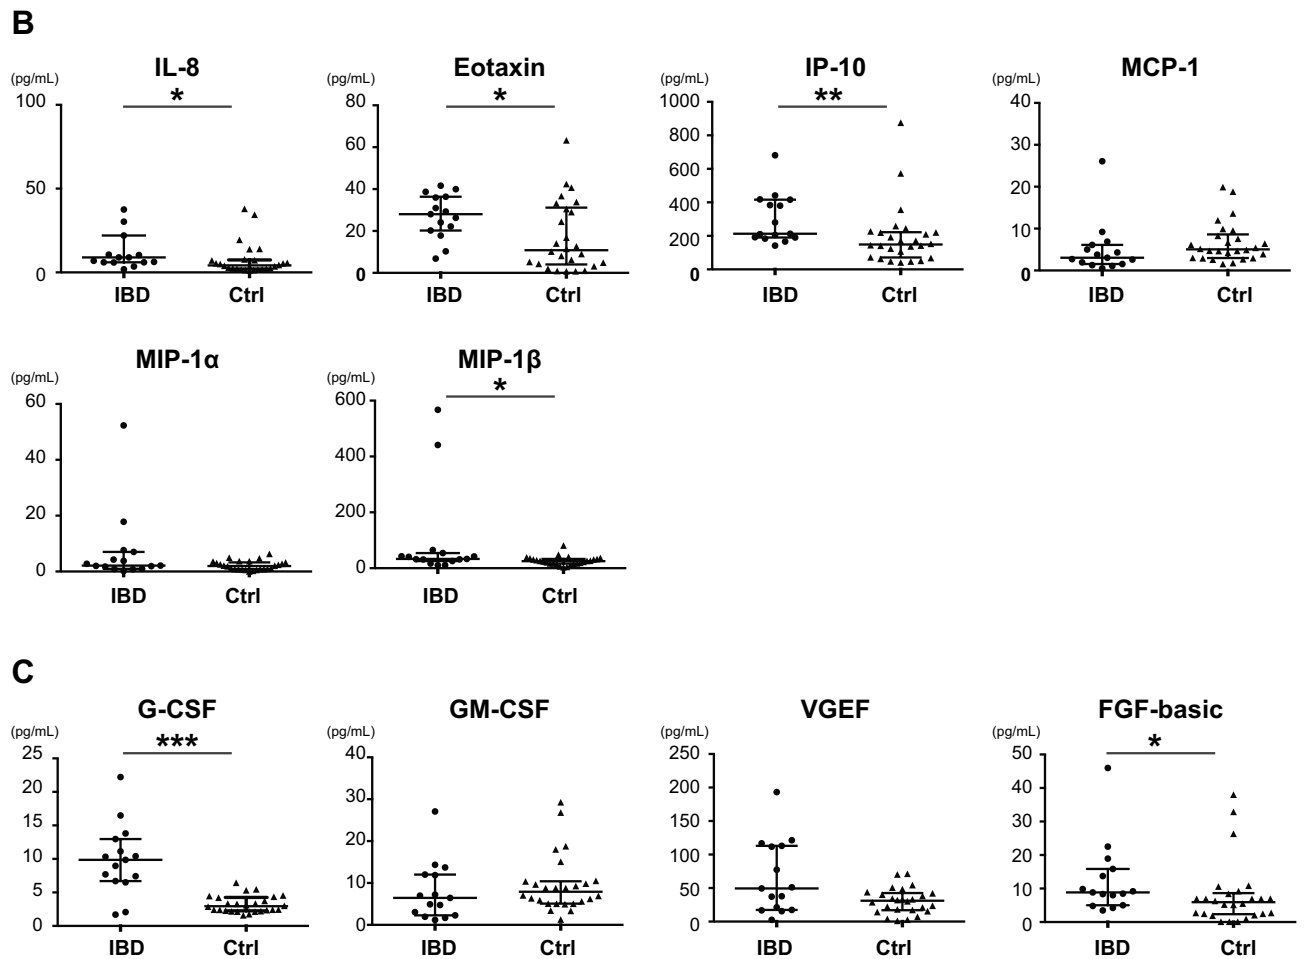 B
IL-8
(pg/mL)
*
100
50
0
IBD Ctrl
Eotaxin
(pg/mL)
*
80
60
40
20
0
IBD Ctrl
IP-10
(pg/mL)
**
1000
800
600
400
200
0
IBD Ctrl
MCP-1
(pg/mL)
40
30
20
10
0
IBD Ctrl
MIP-1α
(pg/mL)
60
40
20
0
IBD Ctrl
MIP-1β
(pg/mL)
*
600
400
200
0
IBD Ctrl
C
G-CSF
(pg/mL)
***
25
20
15
10
5
0
IBD Ctrl
GM-CSF
(pg/mL)
40
30
20
10
0
IBD Ctrl
VGEF
(pg/mL)
250
200
150
100
50
0
IBD Ctrl
FGF-basic
(pg/mL)
*
50
40
30
20
10
0
IBD Ctrl